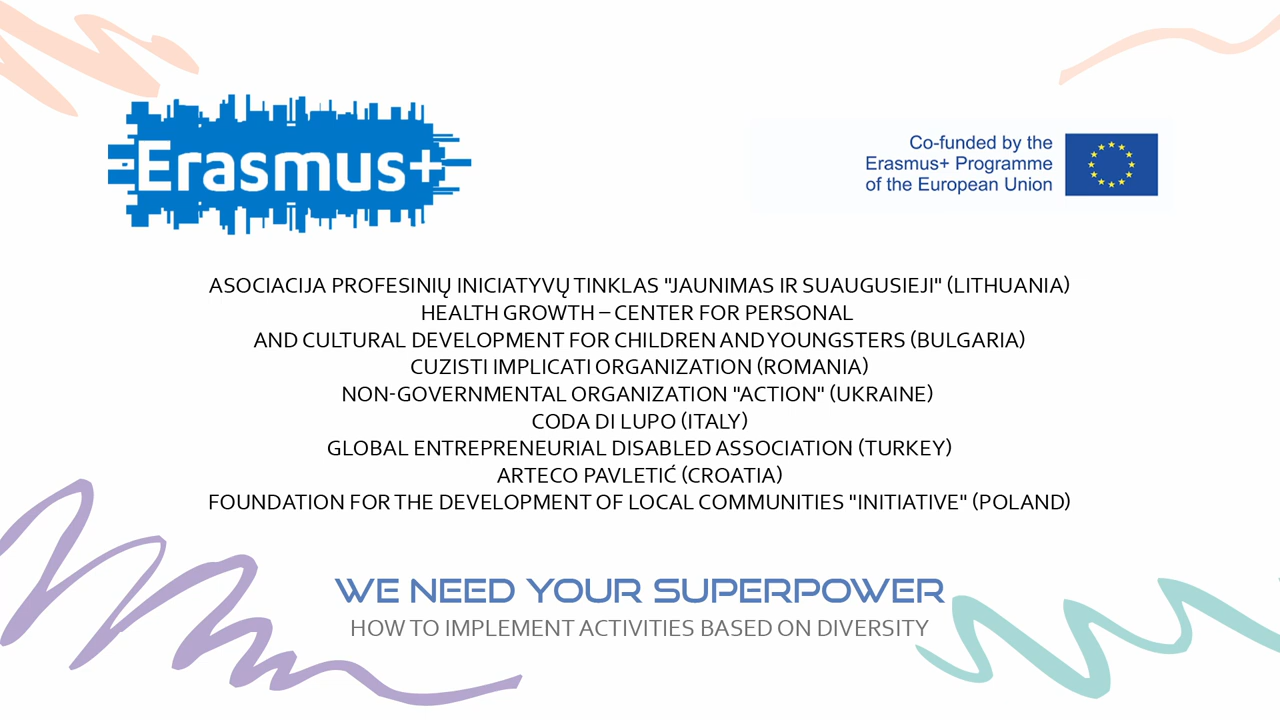 Erasmus+
Co-funded by the
Erasmus+ Programme
of the European Union
ASOCIACIJA PROFESINIŲ INICIATYVŲ TINKLAS "JAUNIMAS IR SUAUGUSIEJI" (LITHUANIA)
HEALTH GROWTH – CENTER FOR PERSONAL
AND CULTURAL DEVELOPMENT FOR CHILDREN AND YOUNGSTERS (BULGARIA)
CUZISTI IMPLICATI ORGANIZATION (ROMANIA)
NON-GOVERNMENTAL ORGANIZATION "ACTION" (UKRAINE)
CODA DI LUPO (ITALY)
GLOBAL ENTREPRENEURIAL DISABLED ASSOCIATION (TURKEY)
ARTECO PAVLETIĆ (CROATIA)
FOUNDATION FOR THE DEVELOPMENT OF LOCAL COMMUNITIES "INITIATIVE" (POLAND)
WE NEED YOUR SUPERPOWER
HOW TO IMPLEMENT ACTIVITIES BASED ON DIVERSITY